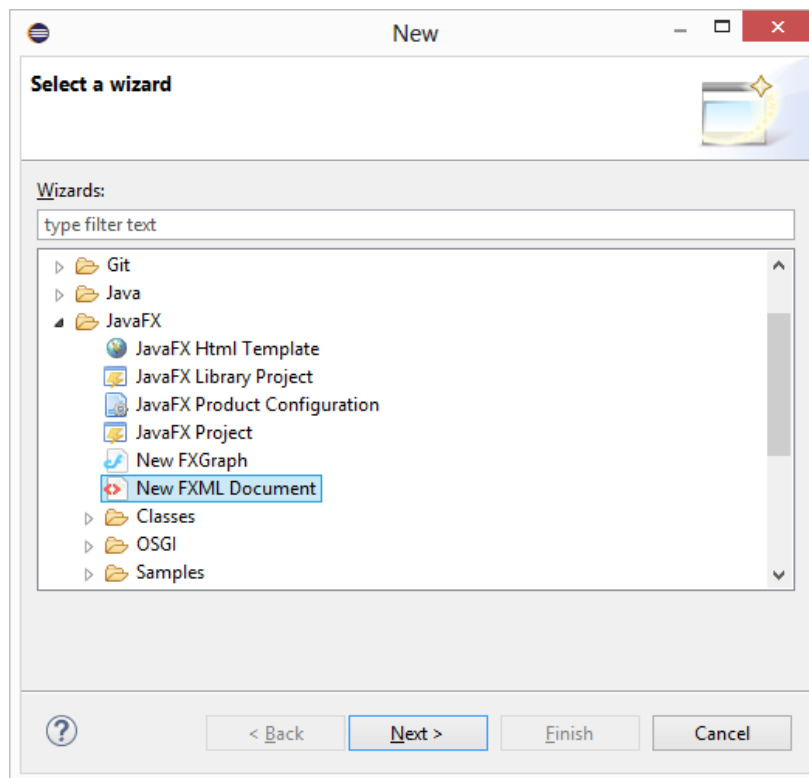 New
Select a wizard
Wizards:
type filter text
Git
Java
JavaFX
JavaFX Html Template
JavaFX Library Project
JavaFX Product Configuration
JavaFX Project
New FXGraph
New FXML Document
Classes
OSGI
Samples
? < Back Next > Finish Cancel